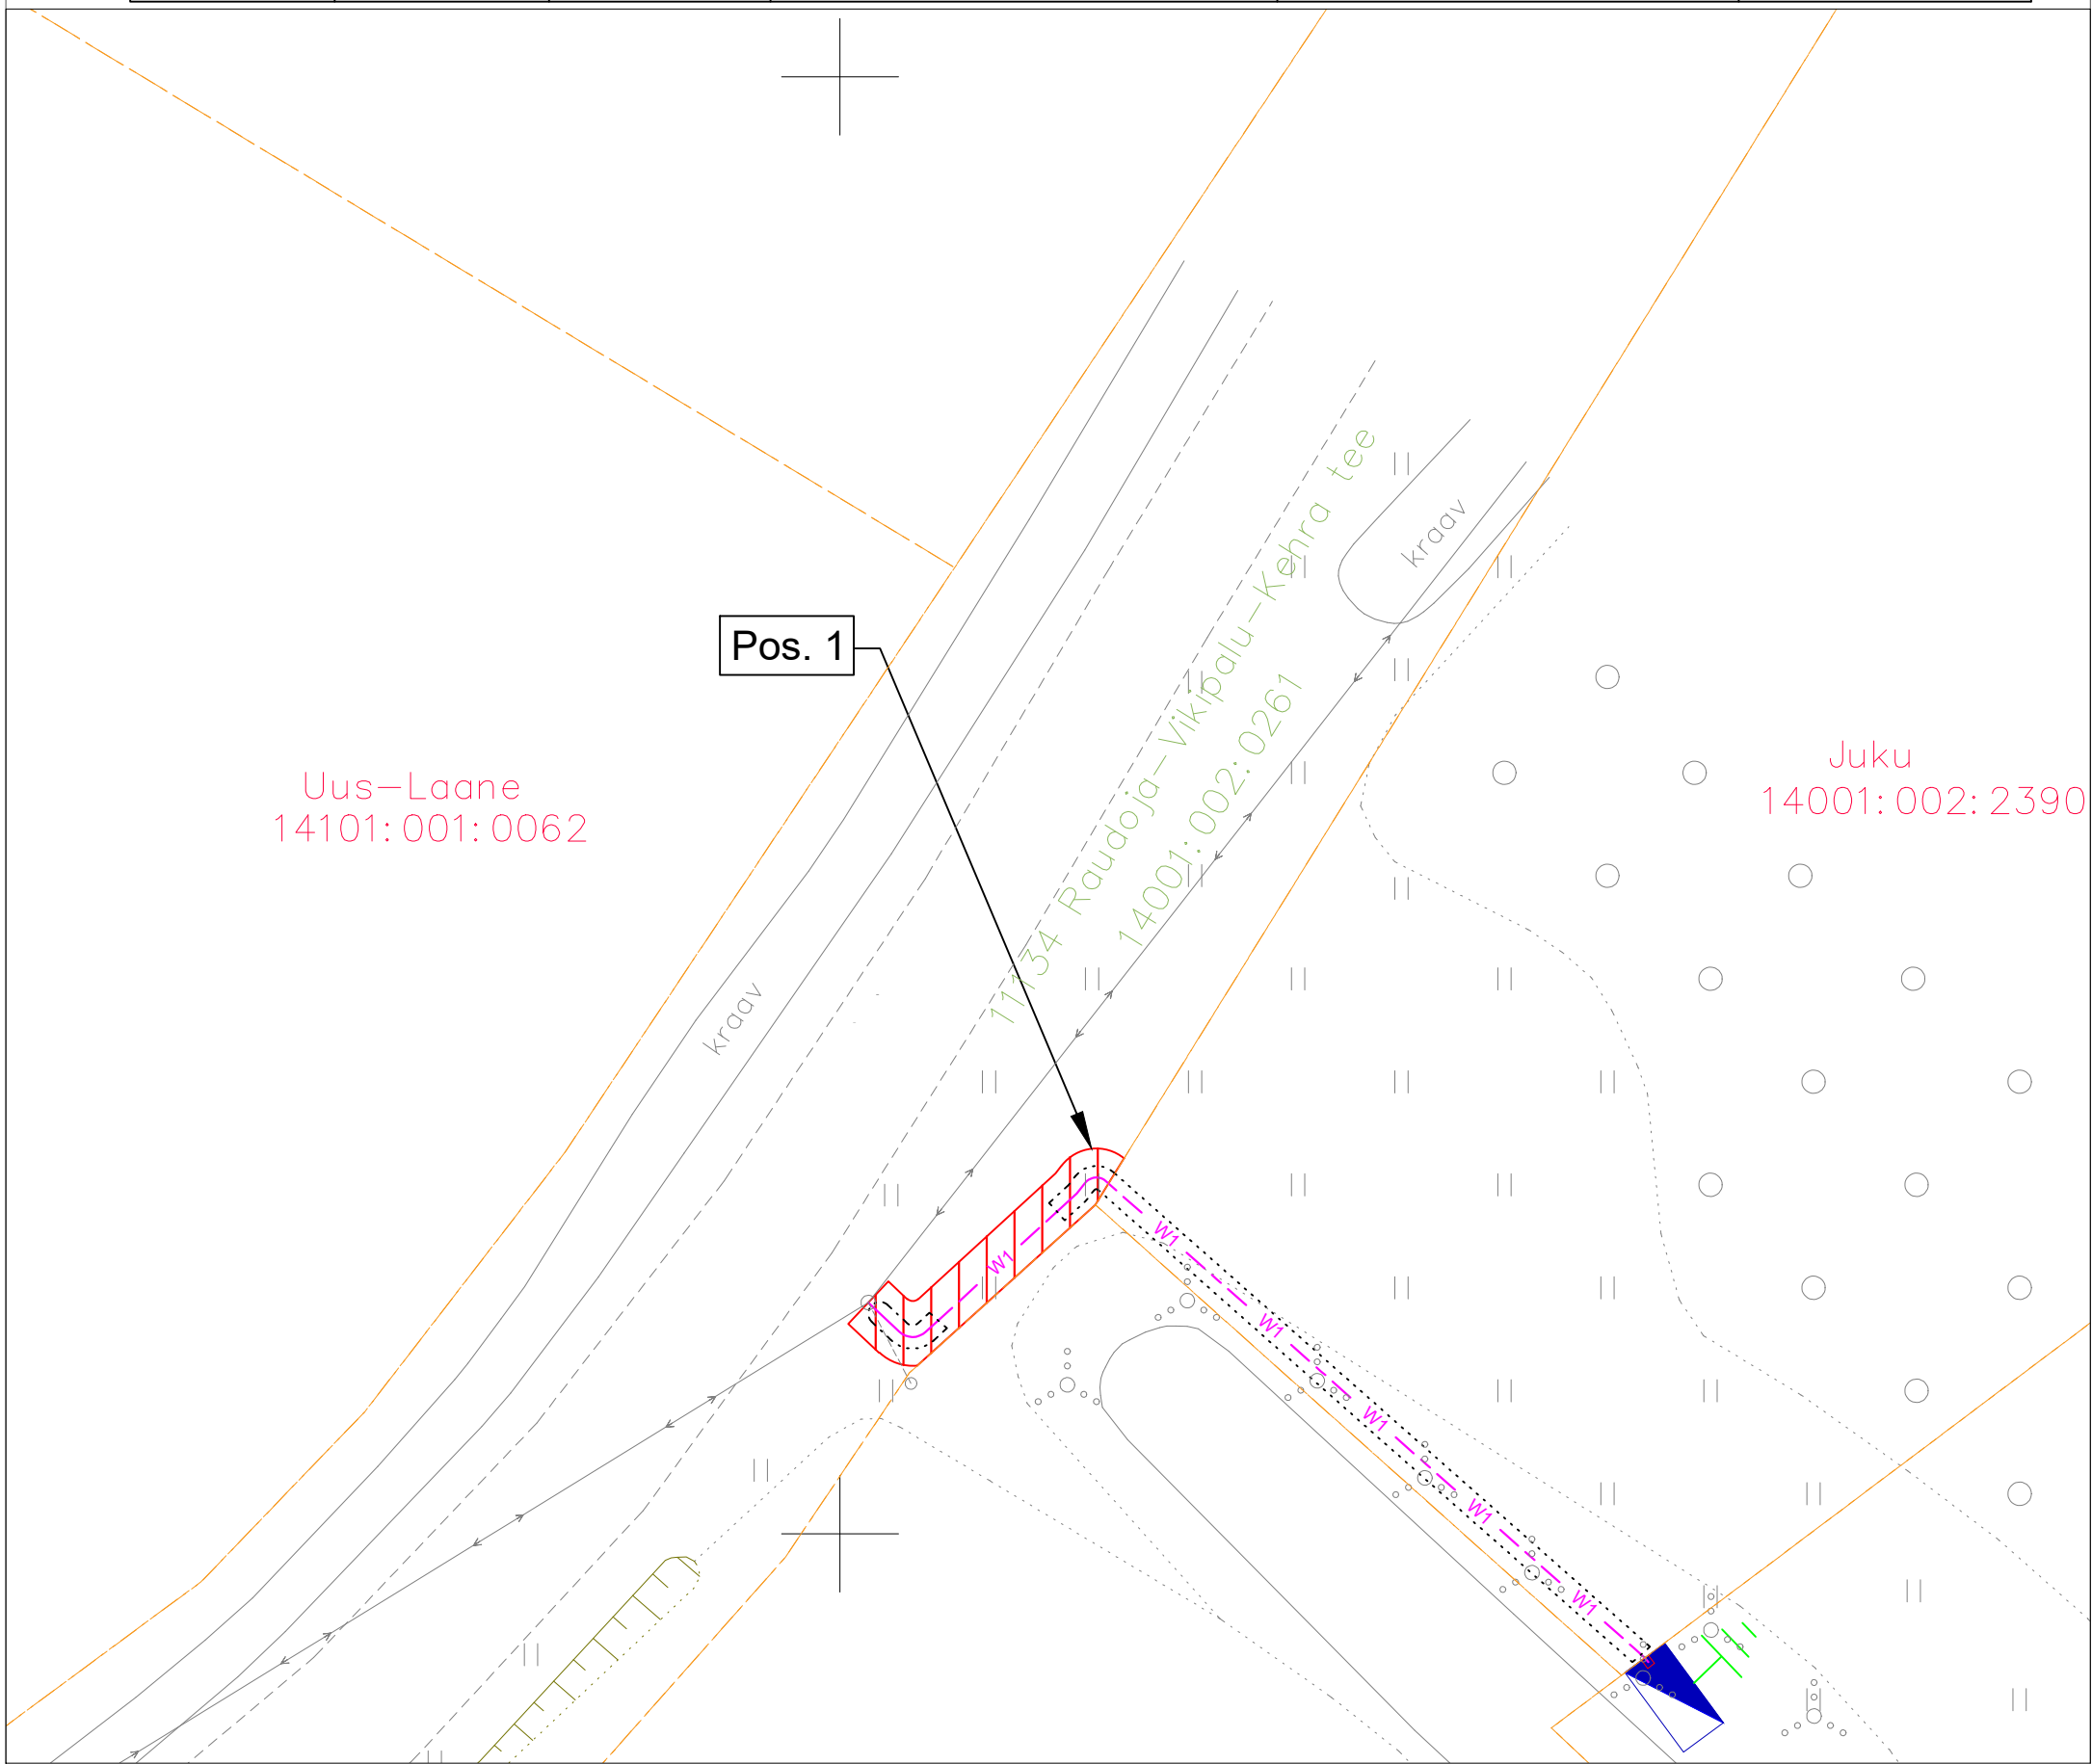 Pos. 1
kraav
11134 Raudoja-Vikipalu-Kehra tee
14001:002:0261
Uus-Laane
14101:001:0062
Juku
14001:002:2390
kraav
W1
W1
W1
W1
W1
W1